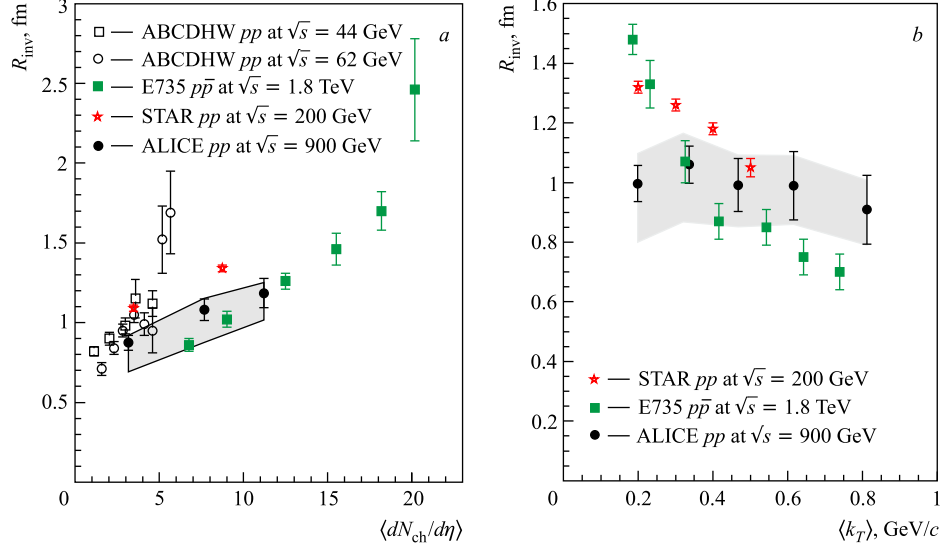 3
2.5
2
1.5
1
0.5
0
5
10
15
20
R_inv, fm
a
ABCDHW pp at √s = 44 GeV
ABCDHW pp at √s = 62 GeV
E735 pp̅ at √s = 1.8 TeV
STAR pp at √s = 200 GeV
ALICE pp at √s = 900 GeV
⟨dN_ch/dη⟩
1.6
1.4
1.2
1
0.8
0.6
0.4
0.2
0
0.2
0.4
0.6
0.8
1
R_inv, fm
b
STAR pp at √s = 200 GeV
E735 pp̅ at √s = 1.8 TeV
ALICE pp at √s = 900 GeV
⟨k_T⟩, GeV/c